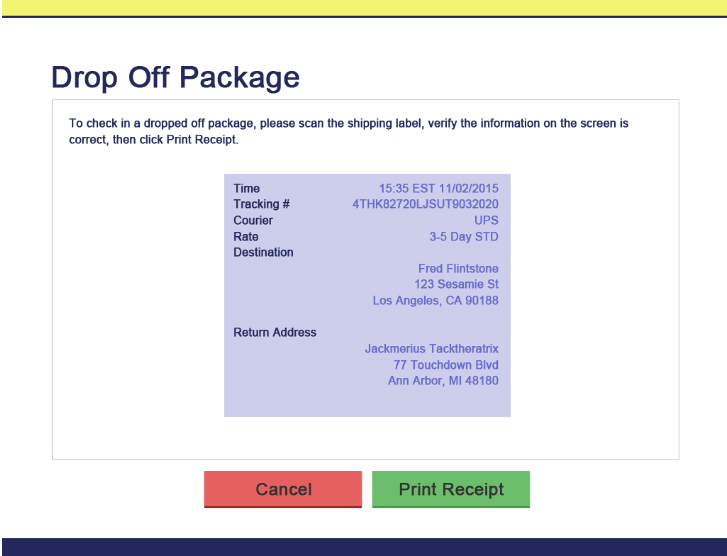 Drop Off Package
To check in a dropped off package, please scan the shipping label, verify the information on the screen is
correct, then click Print Receipt.
Time 15:35 EST 11/02/2015
Tracking # 4THK82720LJSUT9032020
Courier UPS
Rate 3-5 Day STD
Destination
Fred Flintstone
123 Sesamie St
Los Angeles, CA 90188
Return Address
Jackmerius Tacktheratrix
77 Touchdown Blvd
Ann Arbor, MI 48180
Cancel Print Receipt